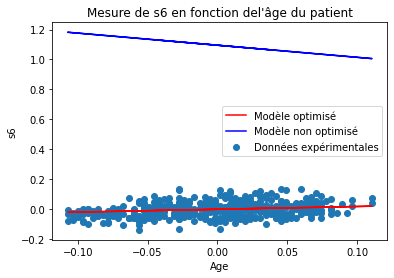 Mesure de s6 en fonction del'âge du patient
1.2
1.0
0.8
0.6
0.4
0.2
0.0
−0.2
s6
Modèle optimisé
Modèle non optimisé
Données expérimentales
−0.10
−0.05
0.00
0.05
0.10
Age